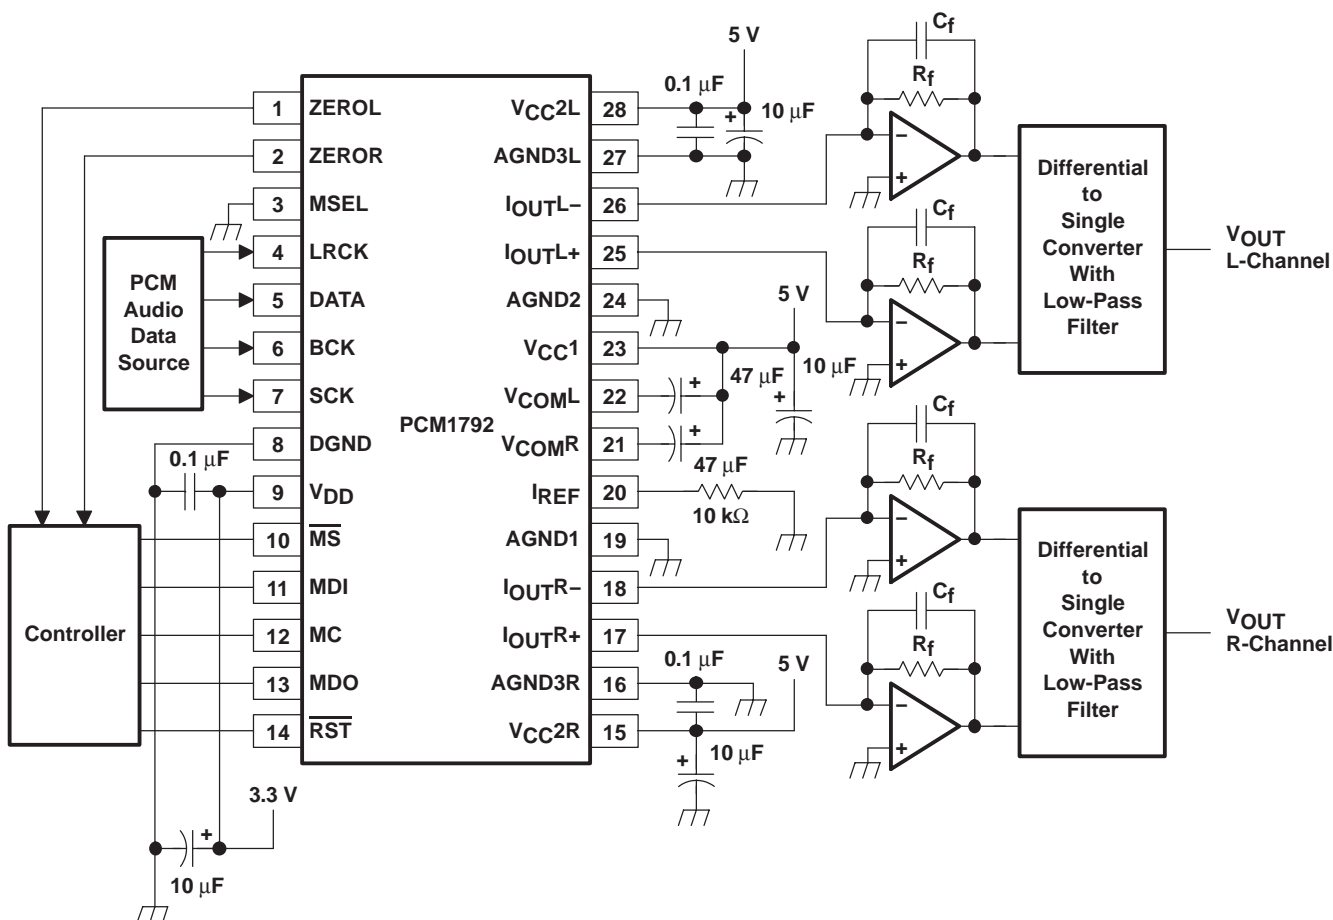 5 V
0.1 μF
10 μF
1 ZEROL
2 ZEROR
3 MSEL
4 LRCK
5 DATA
6 BCK
7 SCK
8 DGND
9 VDD
10 MS
11 MDI
12 MC
13 MDO
14 RST
PCM1792
VCC2L 28
AGND3L 27
IOUTL– 26
IOUTL+ 25
AGND2 24
VCC1 23
VCOML 22
VCOMR 21
IREF 20
AGND1 19
IOUTR– 18
IOUTR+ 17
AGND3R 16
VCC2R 15
PCM
Audio
Data
Source
0.1 μF
Controller
3.3 V
+
10 μF
+
5 V
47 μF
10 μF
+
+
+
47 μF
10 kΩ
0.1 μF
5 V
10 μF
+
Cf
Rf
–
+
Cf
Rf
–
+
Differential
to
Single
Converter
With
Low-Pass
Filter
VOUT
L-Channel
Cf
Rf
–
+
Cf
Rf
–
+
Differential
to
Single
Converter
With
Low-Pass
Filter
VOUT
R-Channel